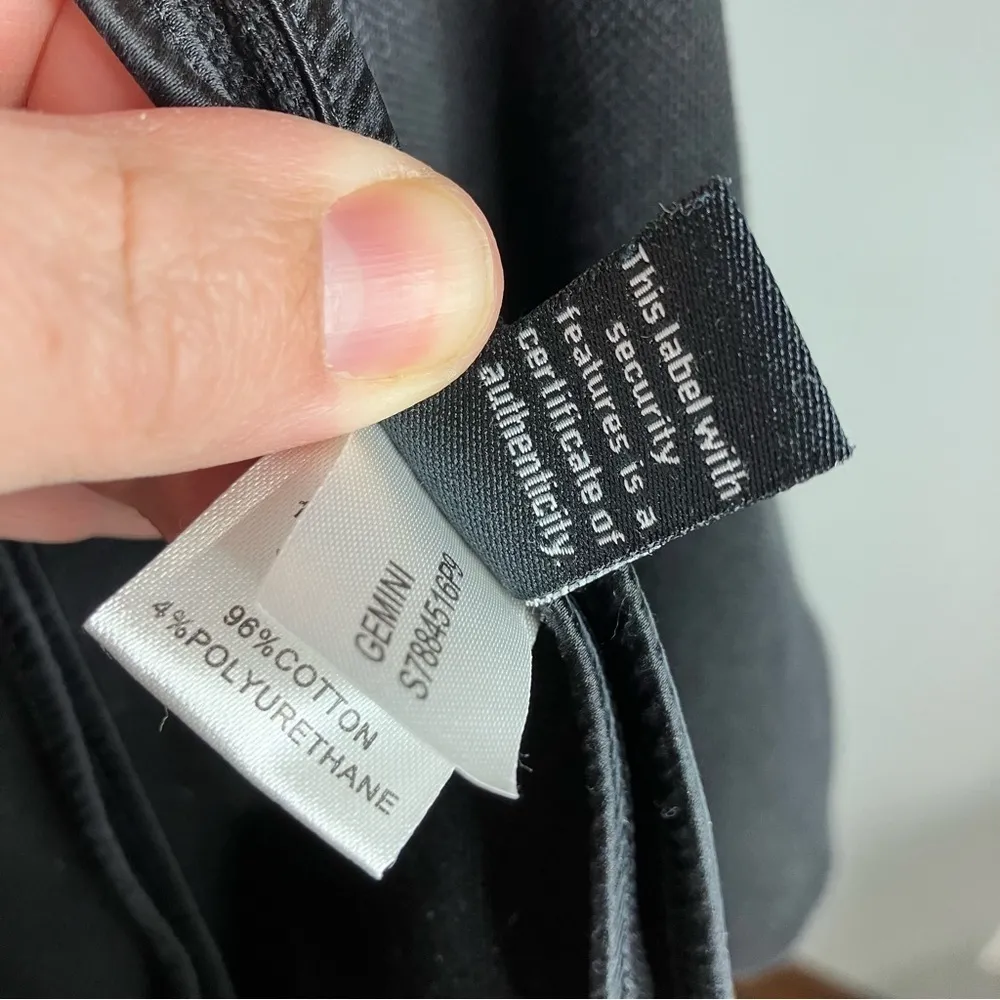 This label with
security
features is a
certificate of
authenticity.
GEMINI
S7884516P9
96%COTTON
4%POLYURETHANE